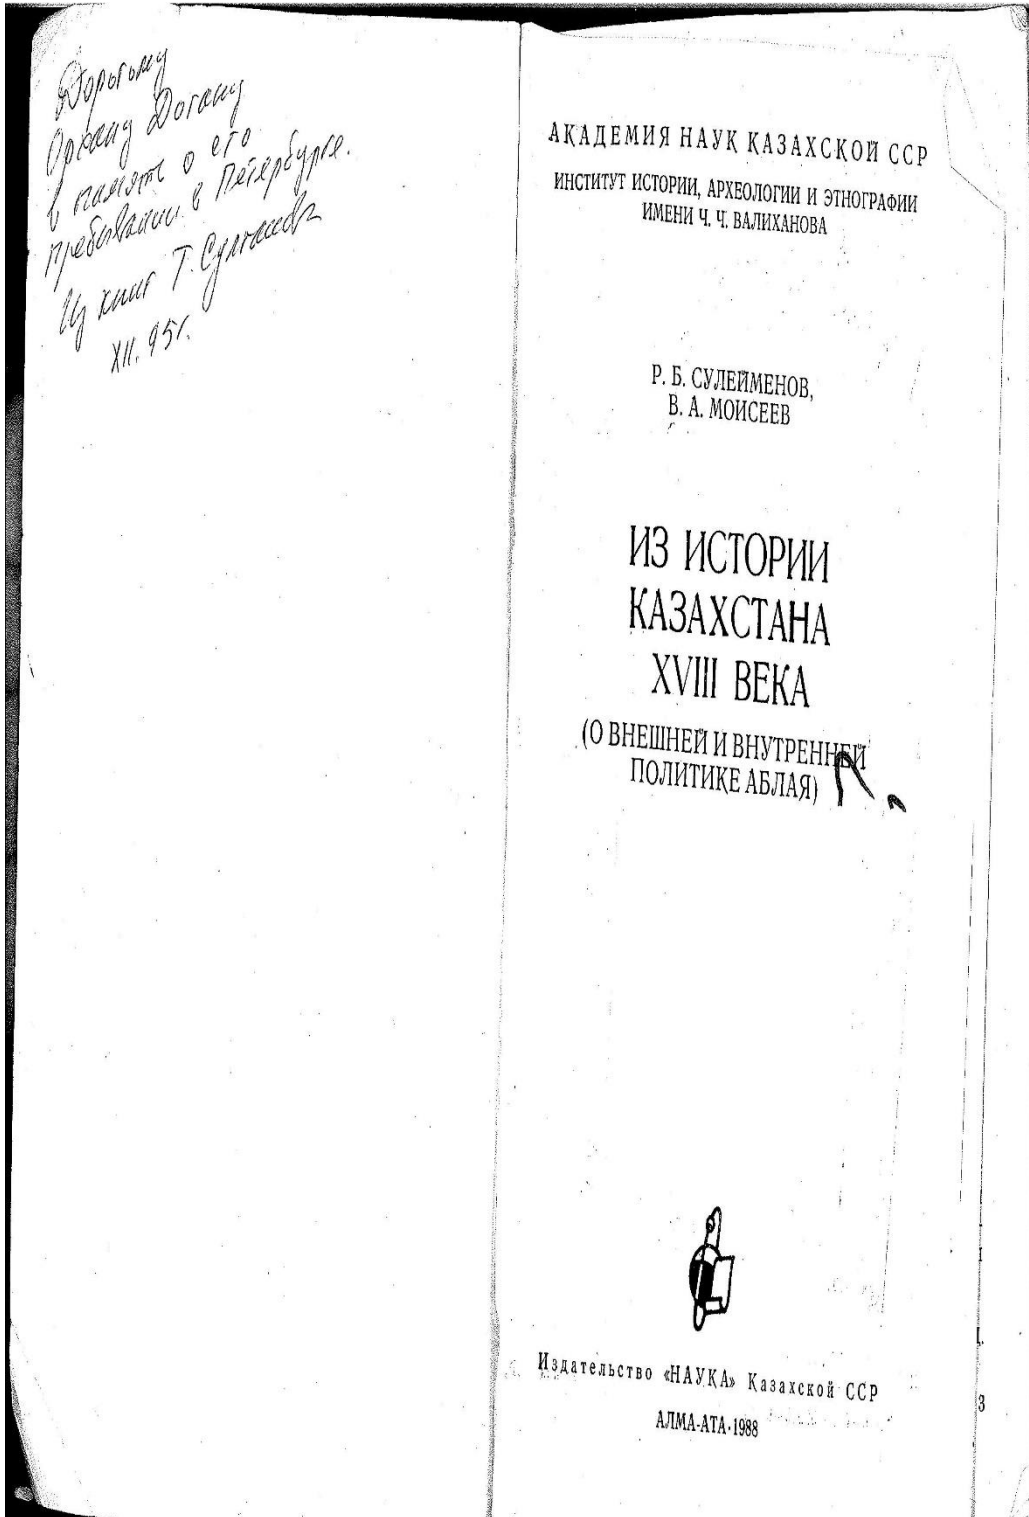 Дорогому
Орхану Догану
в память о его
пребывании в Петербурге.
Из книг Т. Султанова
XII. 95г.
АКАДЕМИЯ НАУК КАЗАХСКОЙ ССР
ИНСТИТУТ ИСТОРИИ, АРХЕОЛОГИИ И ЭТНОГРАФИИ
ИМЕНИ Ч. Ч. ВАЛИХАНОВА
Р. Б. СУЛЕЙМЕНОВ,
В. А. МОИСЕЕВ
ИЗ ИСТОРИИ
КАЗАХСТАНА
XVIII ВЕКА
(О ВНЕШНЕЙ И ВНУТРЕННЕЙ
ПОЛИТИКЕ АБЛАЯ)
Издательство «НАУКА» Казахской ССР
АЛМА-АТА·1988